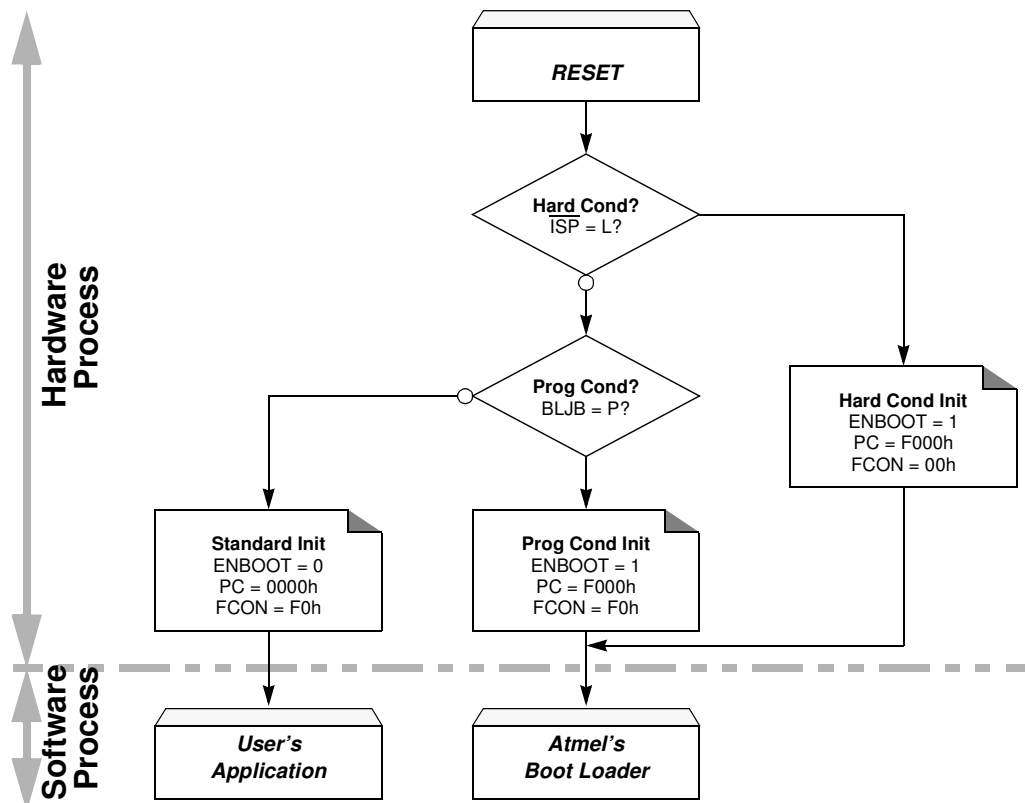 RESET
Hard Cond?
ISP = L?
Prog Cond?
BLJB = P?
Hard Cond Init
ENBOOT = 1
PC = F000h
FCON = 00h
Standard Init
ENBOOT = 0
PC = 0000h
FCON = F0h
Prog Cond Init
ENBOOT = 1
PC = F000h
FCON = F0h
User's
Application
Atmel's
Boot Loader
Hardware
Process
Software
Process